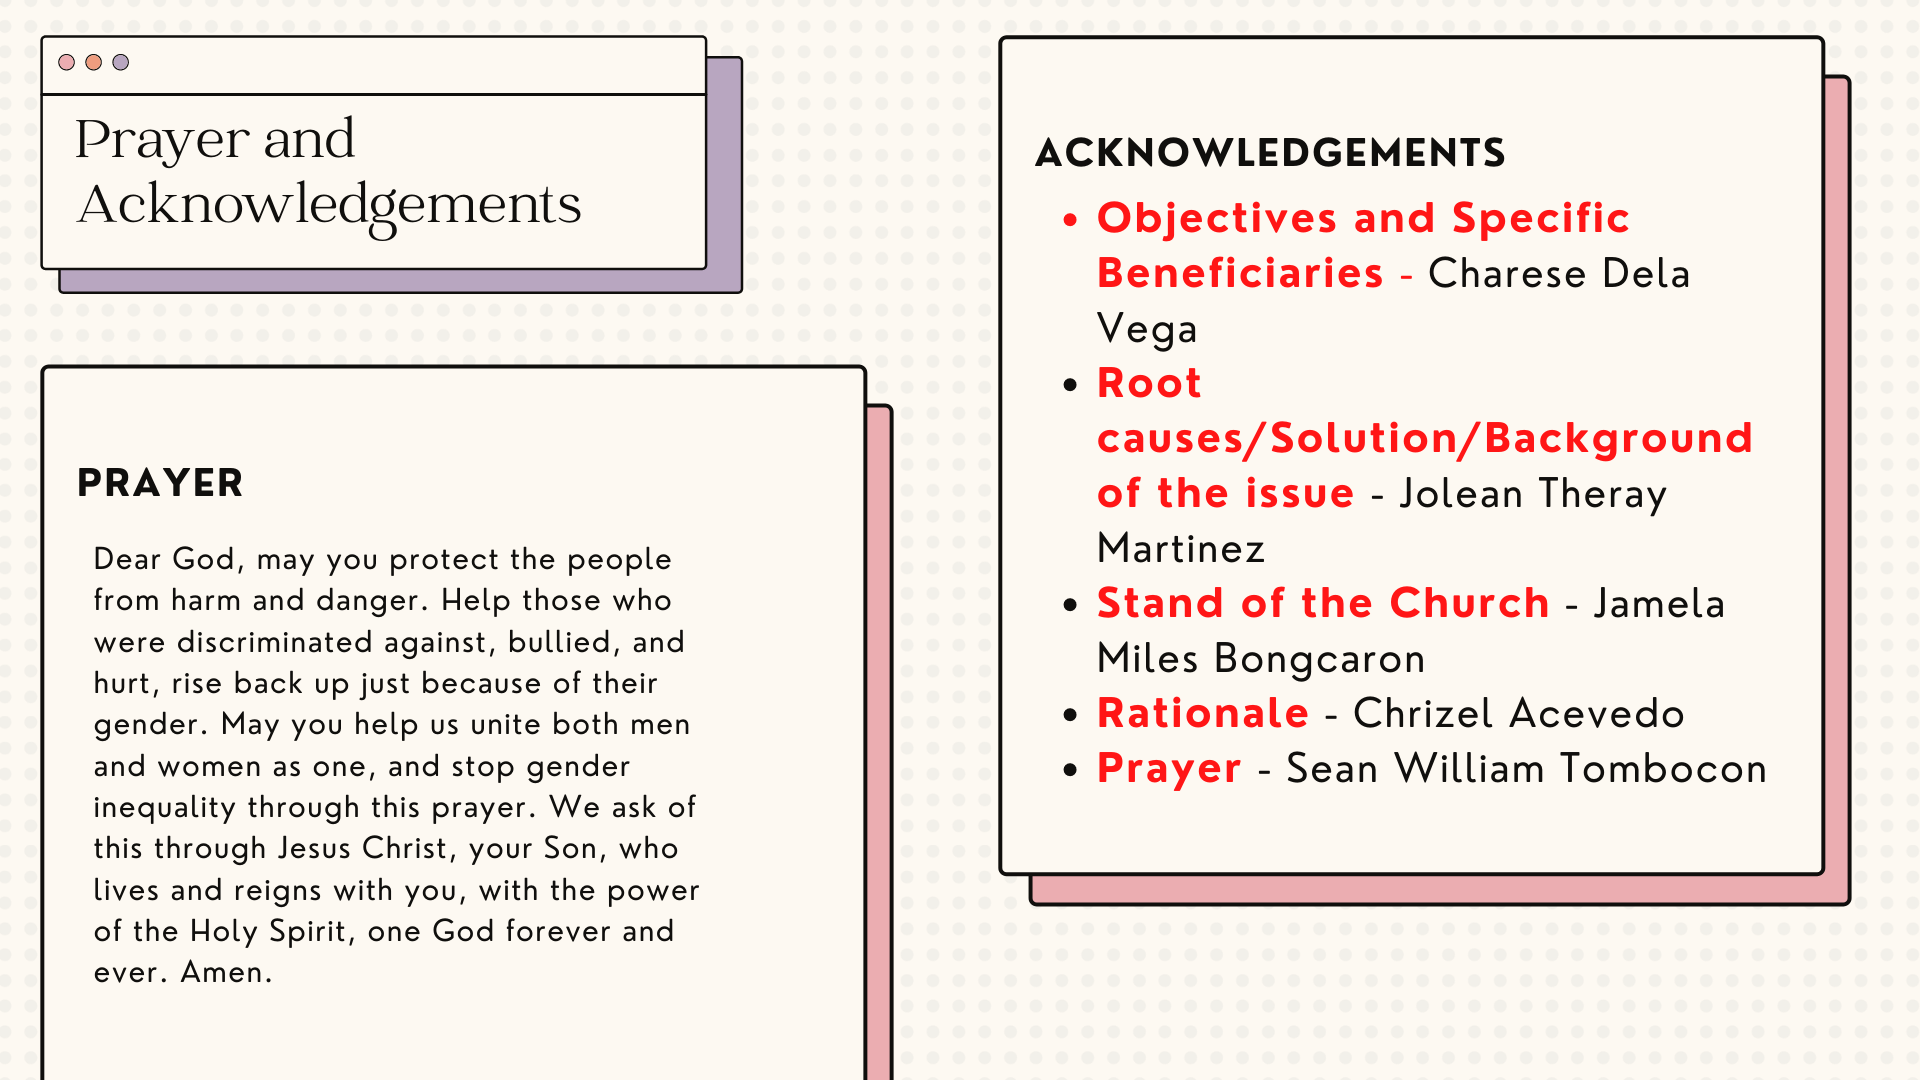 Prayer and
Acknowledgements
PRAYER
Dear God, may you protect the people
from harm and danger. Help those who
were discriminated against, bullied, and
hurt, rise back up just because of their
gender. May you help us unite both men
and women as one, and stop gender
inequality through this prayer. We ask of
this through Jesus Christ, your Son, who
lives and reigns with you, with the power
of the Holy Spirit, one God forever and
ever. Amen.
ACKNOWLEDGEMENTS
• Objectives and Specific
Beneficiaries - Charese Dela
Vega
• Root
causes/Solution/Background
of the issue - Jolean Theray
Martinez
• Stand of the Church - Jamela
Miles Bongcaron
• Rationale - Chrizel Acevedo
• Prayer - Sean William Tombocon